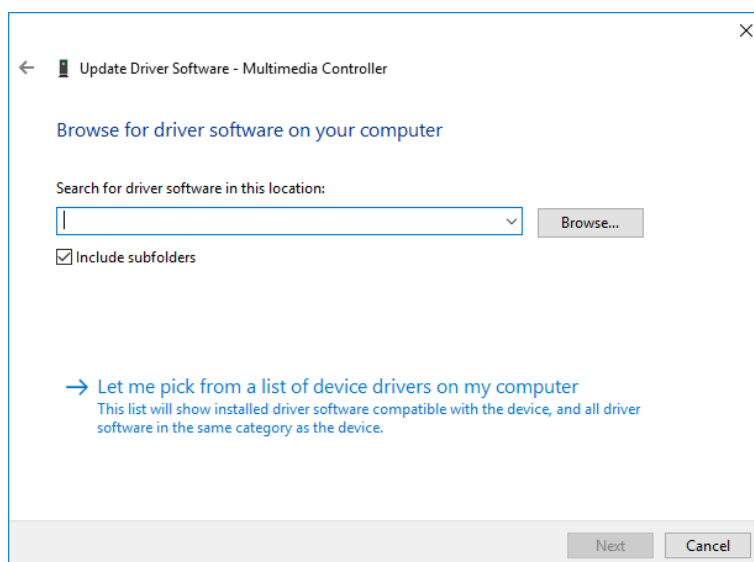 Update Driver Software - Multimedia Controller
Browse for driver software on your computer
Search for driver software in this location:
Browse...
Include subfolders
Let me pick from a list of device drivers on my computer
This list will show installed driver software compatible with the device, and all driver
software in the same category as the device.
Next
Cancel